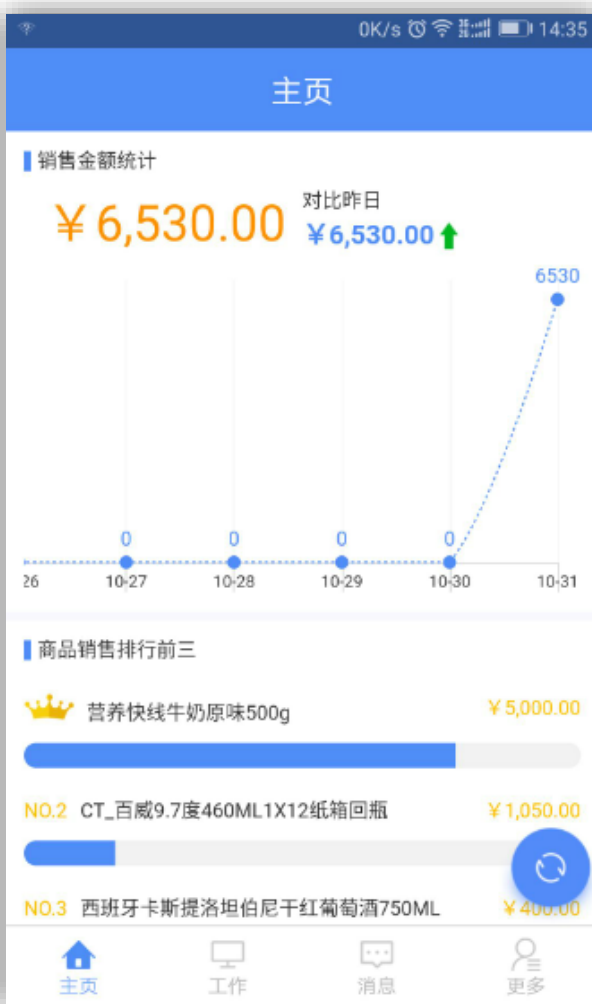 0K/s 14:35
主页
销售金额统计
¥6,530.00
对比昨日
¥6,530.00
6530
0 0 0 0
26 10-27 10-28 10-29 10-30 10-31
商品销售排行前三
营养快线牛奶原味500g ¥5,000.00
NO.2 CT_百威9.7度460ML1X12纸箱回瓶 ¥1,050.00
NO.3 西班牙卡斯提洛坦伯尼干红葡萄酒750ML ¥400.00
主页 工作 消息 更多